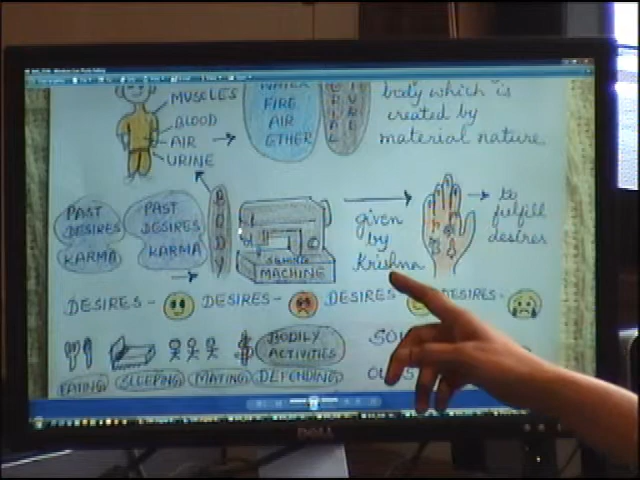 MUSCLES
BLOOD
AIR
URINE
WATER
FIRE
AIR
ETHER
body which is
created by
material nature
PAST
DESIRES
KARMA
PAST
DESIRES
KARMA
BODY
SEWING
MACHINE
given
by
Krishna
to
fulfill
desires
DESIRES - DESIRES - DESIRES - DESIRES -
BODILY
ACTIVITIES
EATING SLEEPING MATING DEFENDING
DELL